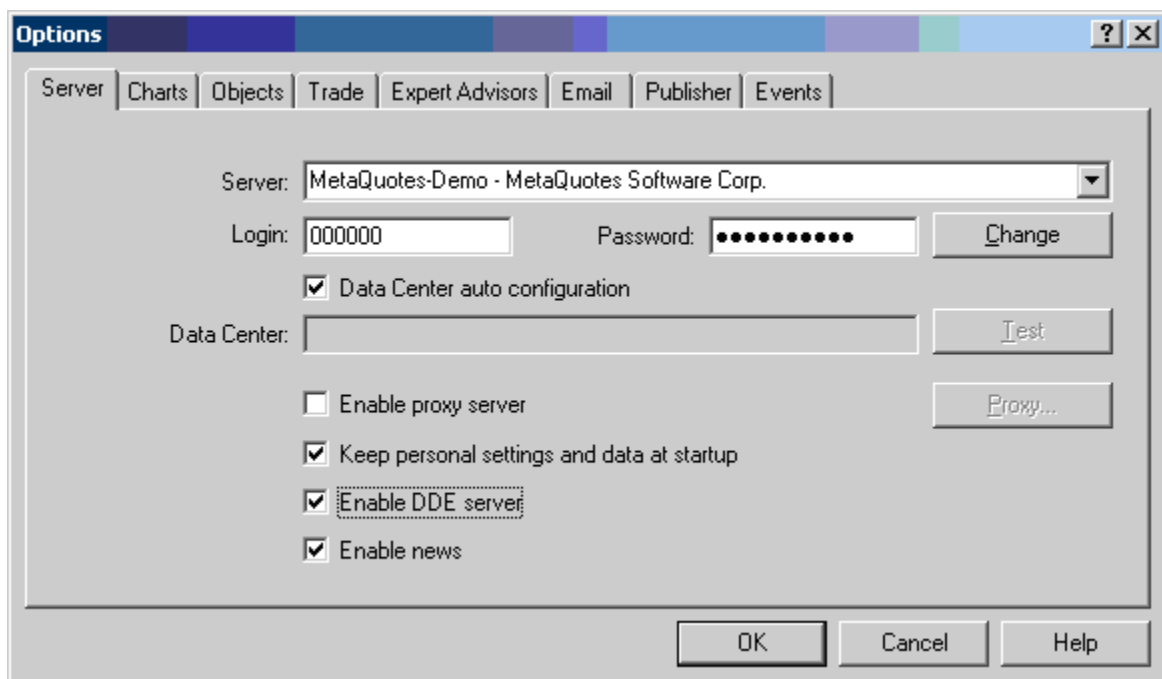 Options
Server Charts Objects Trade Expert Advisors Email Publisher Events
Server: MetaQuotes-Demo - MetaQuotes Software Corp.
Login: 000000 Password: ●●●●●●●●●● Change
Data Center auto configuration
Data Center: Test
Enable proxy server Proxy...
Keep personal settings and data at startup
Enable DDE server
Enable news
OK Cancel Help